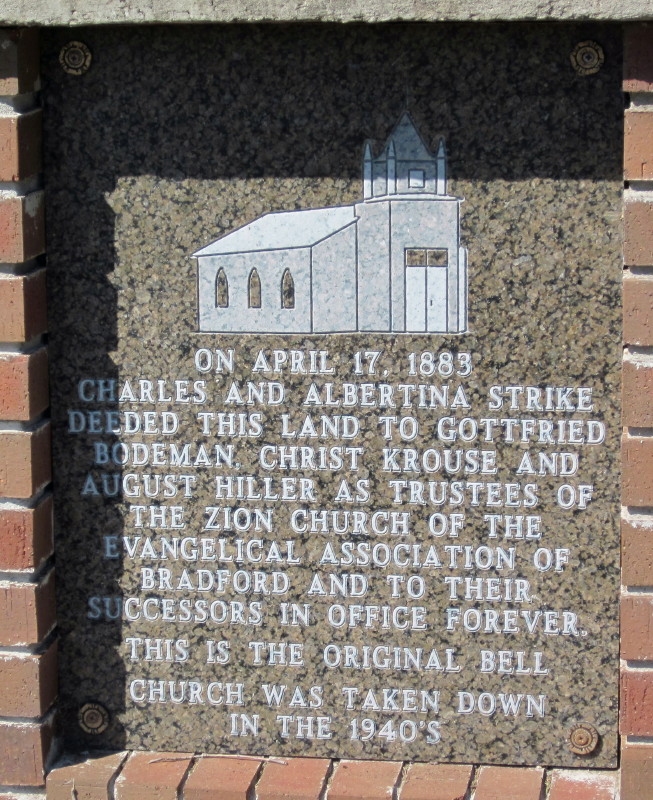 ON APRIL 17, 1883
CHARLES AND ALBERTINA STRIKE
DEEDED THIS LAND TO GOTTFRIED
BODEMAN, CHRIST KROUSE AND
AUGUST HILLER AS TRUSTEES OF
THE ZION CHURCH OF THE
EVANGELICAL ASSOCIATION OF
BRADFORD AND TO THEIR
SUCCESSORS IN OFFICE FOREVER.
THIS IS THE ORIGINAL BELL
CHURCH WAS TAKEN DOWN
IN THE 1940'S